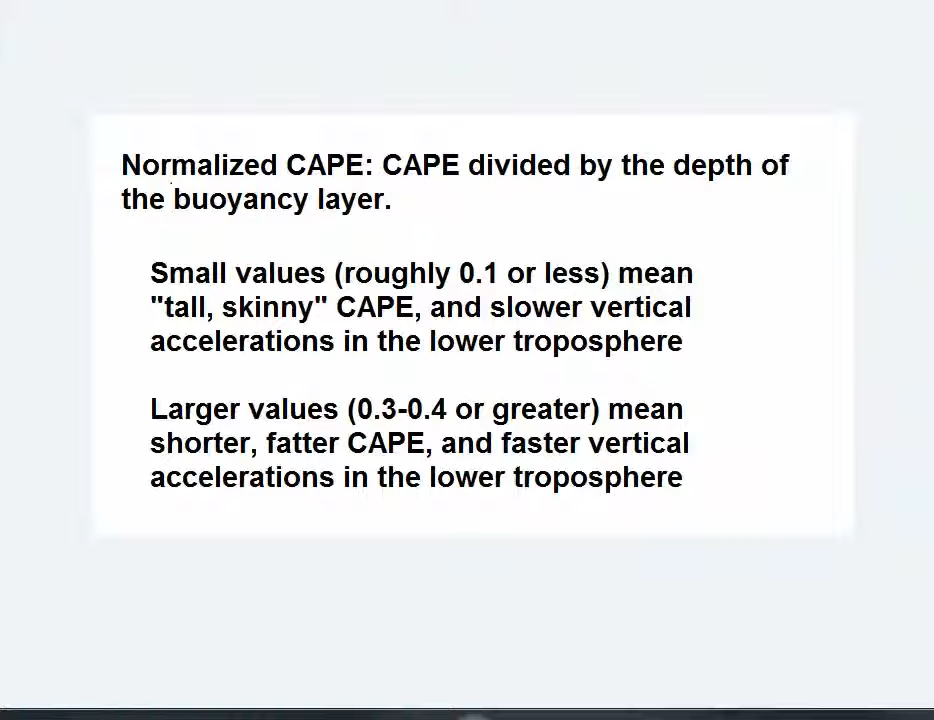 Normalized CAPE: CAPE divided by the depth of
the buoyancy layer.
Small values (roughly 0.1 or less) mean
"tall, skinny" CAPE, and slower vertical
accelerations in the lower troposphere
Larger values (0.3-0.4 or greater) mean
shorter, fatter CAPE, and faster vertical
accelerations in the lower troposphere